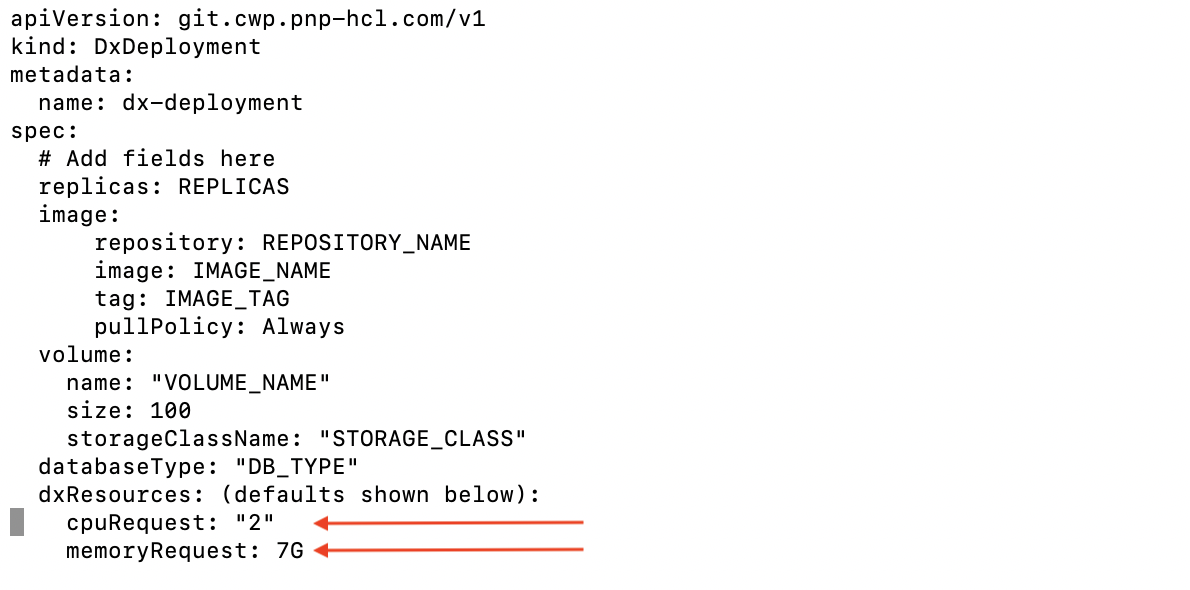 apiVersion: git.cwp.pnp-hcl.com/v1
kind: DxDeployment
metadata:
  name: dx-deployment
spec:
  # Add fields here
  replicas: REPLICAS
  image:
      repository: REPOSITORY_NAME
      image: IMAGE_NAME
      tag: IMAGE_TAG
      pullPolicy: Always
  volume:
    name: "VOLUME_NAME"
    size: 100
    storageClassName: "STORAGE_CLASS"
  databaseType: "DB_TYPE"
  dxResources: (defaults shown below):
    cpuRequest: "2"
    memoryRequest: 7G